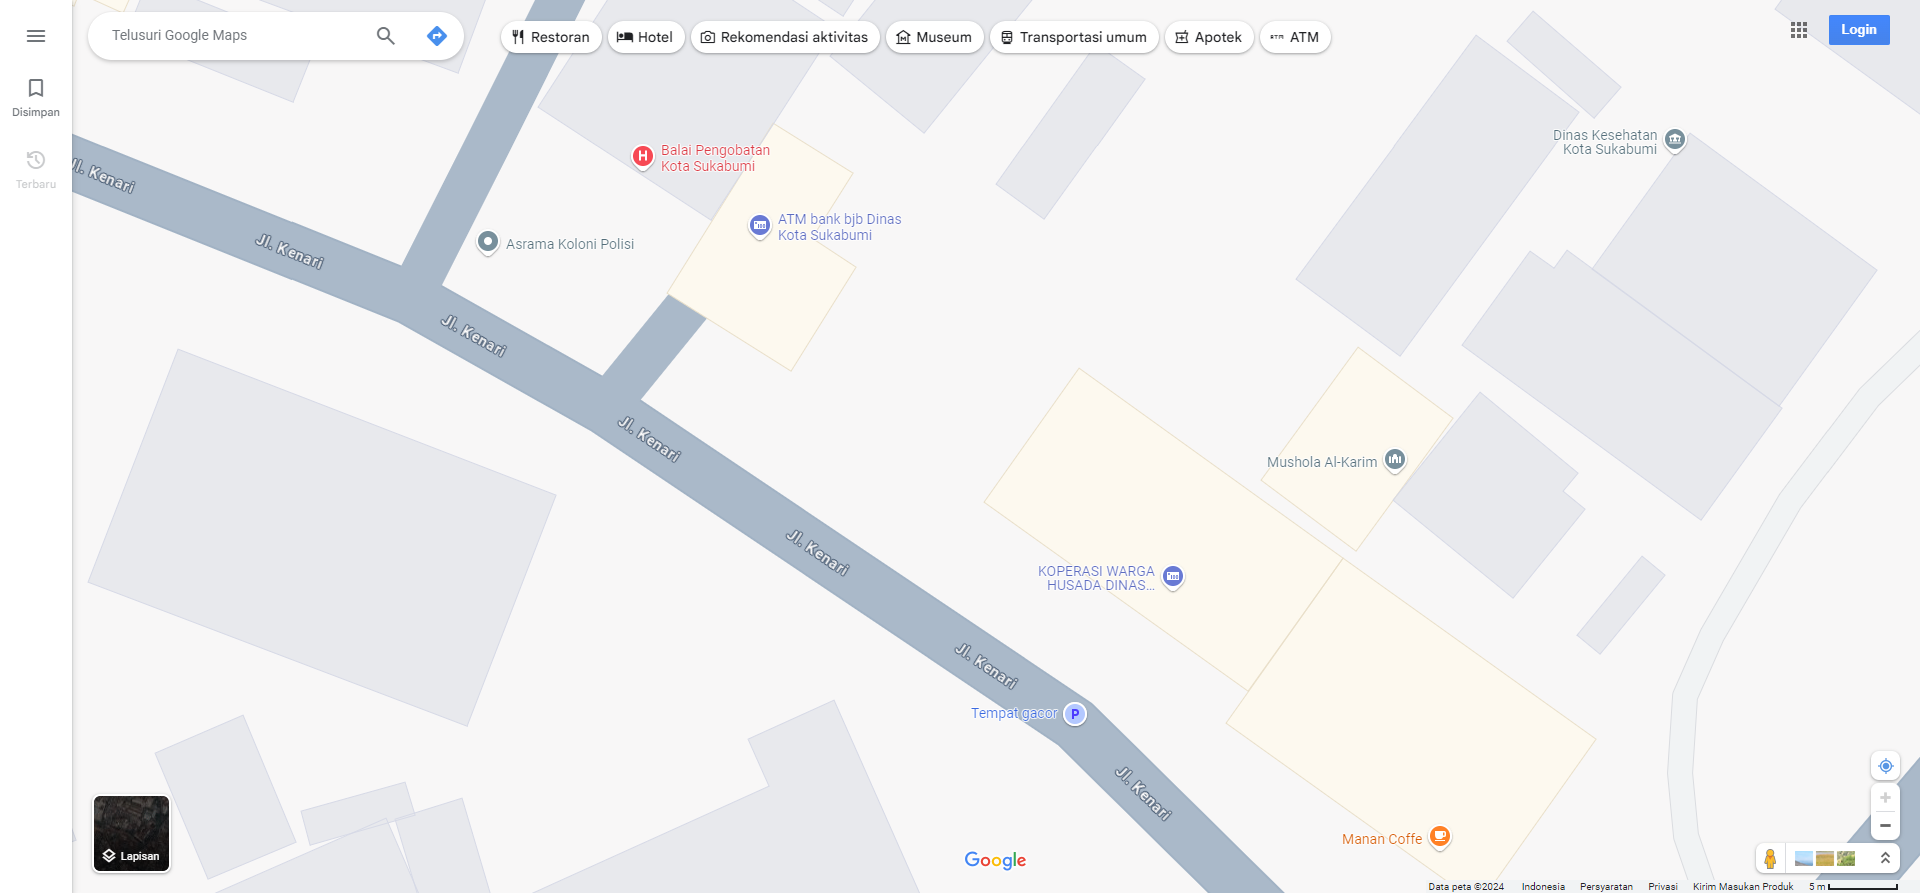 Telusuri Google Maps
Restoran
Hotel
Rekomendasi aktivitas
Museum
Transportasi umum
Apotek
ATM
Login
Disimpan
Terbaru
Jl. Kenari
Jl. Kenari
Jl. Kenari
Jl. Kenari
Jl. Kenari
Jl. Kenari
Jl. Kenari
Balai Pengobatan
Kota Sukabumi
Dinas Kesehatan
Kota Sukabumi
ATM bank bjb Dinas
Kota Sukabumi
Asrama Koloni Polisi
Mushola Al-Karim
KOPERASI WARGA
HUSADA DINAS...
Tempat gacor
P
Manan Coffe
Lapisan
Google
Data peta ©2024
Indonesia
Persyaratan
Privasi
Kirim Masukan Produk
5 m